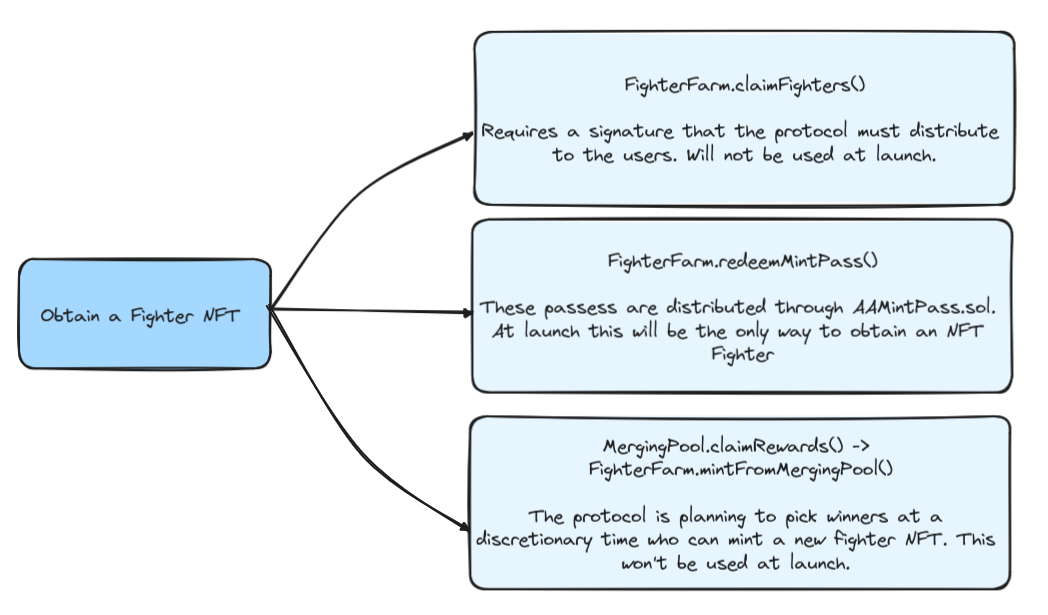 Obtain a Fighter NFT
FighterFarm.claimFighters()
Requires a signature that the protocol must distribute
to the users. Will not be used at launch.
FighterFarm.redeemMintPass()
These passess are distributed through AAMintPass.sol.
At launch this will be the only way to obtain an NFT
Fighter
MergingPool.claimRewards() ->
FighterFarm.mintFromMergingPool()
The protocol is planning to pick winners at a
discretionary time who can mint a new fighter NFT. This
won't be used at launch.